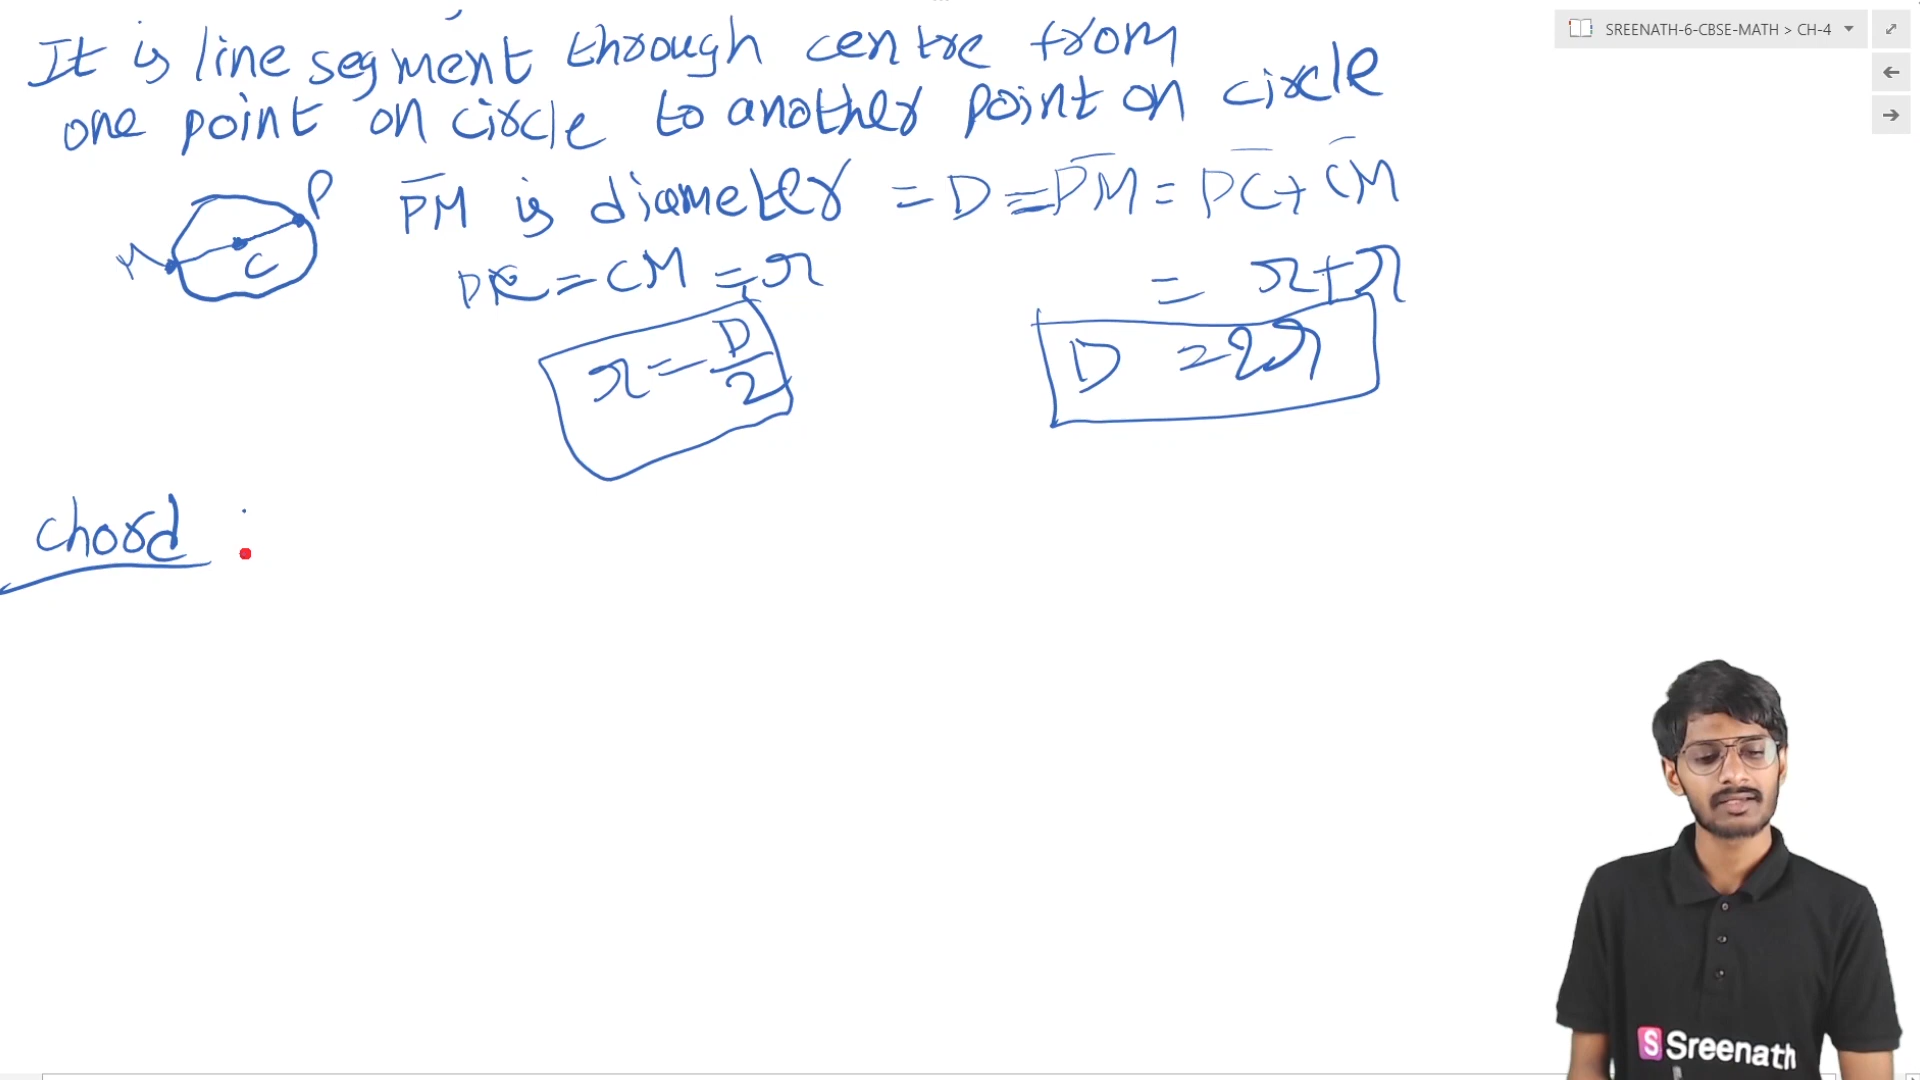 It is line segment through centre from
one point on circle to another point on circle
P
M
C
PM is diameter = D = PM = PC + CM
PC = CM = r
= r + r
r = D/2
D = 2r
chord :
SREENATH-6-CBSE-MATH > CH-4
S Sreenath